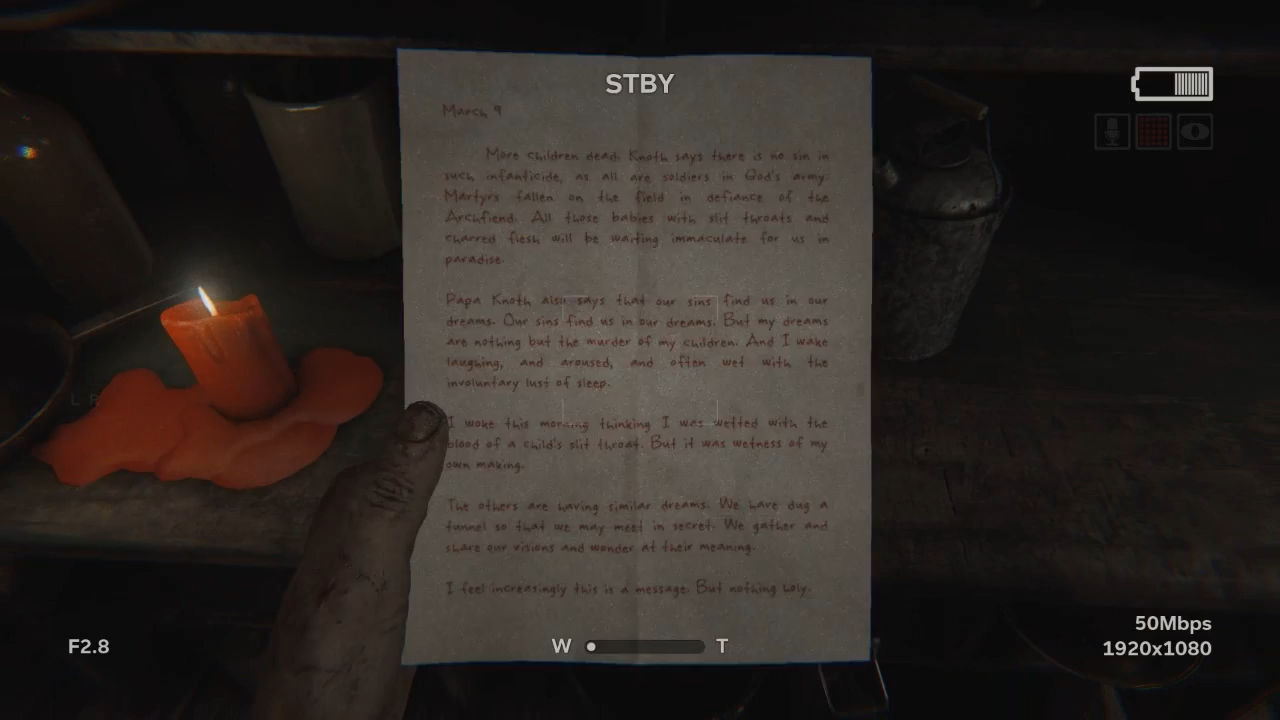 STBY
March 9
More children dead. Knoth says there is no sin in
such infanticide, as all are soldiers in God's army.
Martyrs fallen on the field in defiance of the
Archfiend. All those babies with slit throats and
charred flesh will be waiting immaculate for us in
paradise.
Papa Knoth also says that our sins find us in our
dreams. Our sins find us in our dreams. But my dreams
are nothing but the murder of my children. And I wake
laughing, and aroused, and often wet with the
involuntary lust of sleep.
I woke this morning thinking I was wetted with the
blood of a child's slit throat. But it was wetness of my
own making.
The others are having similar dreams. We have dug a
tunnel so that we may meet in secret. We gather and
share our visions and wonder at their meaning.
I feel increasingly this is a message. But nothing holy.
L R
F2.8
W T
50Mbps
1920x1080